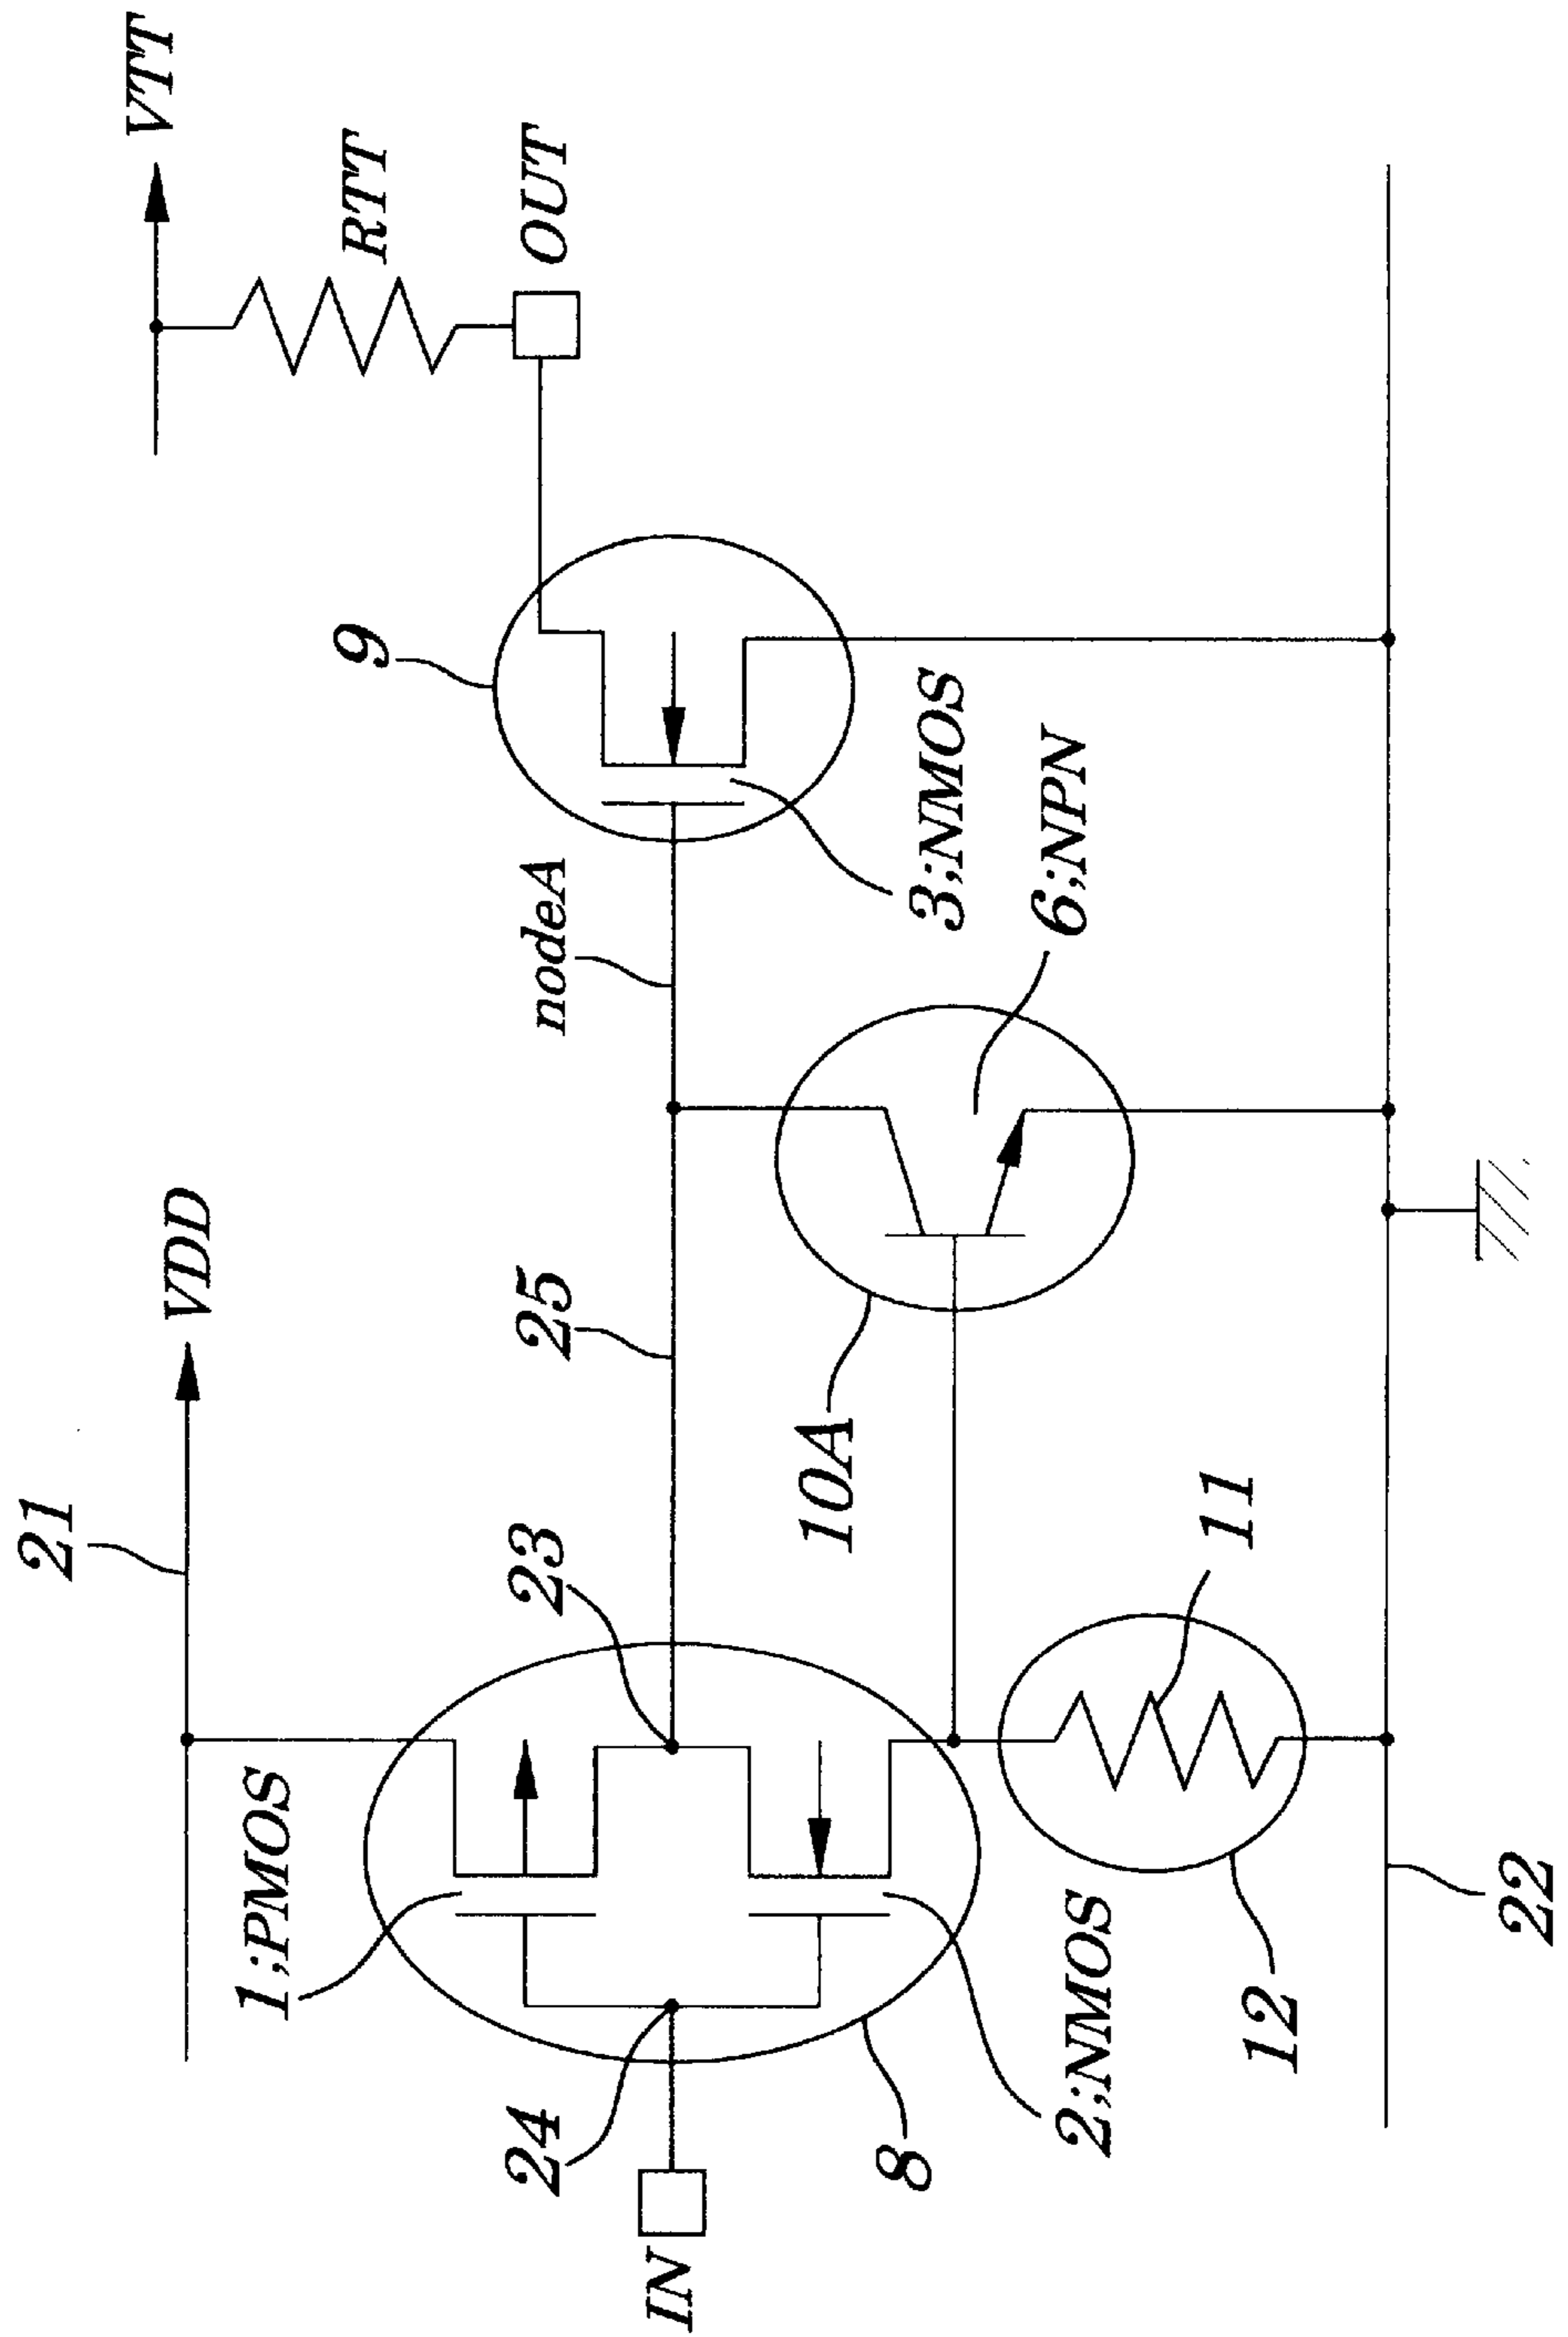 VTT
RTT
OUT
9
3;NMOS
nodeA
6;NPN
VDD
25
10A
21
23
11
1;PMOS
24
8
2;NMOS
12
22
IN